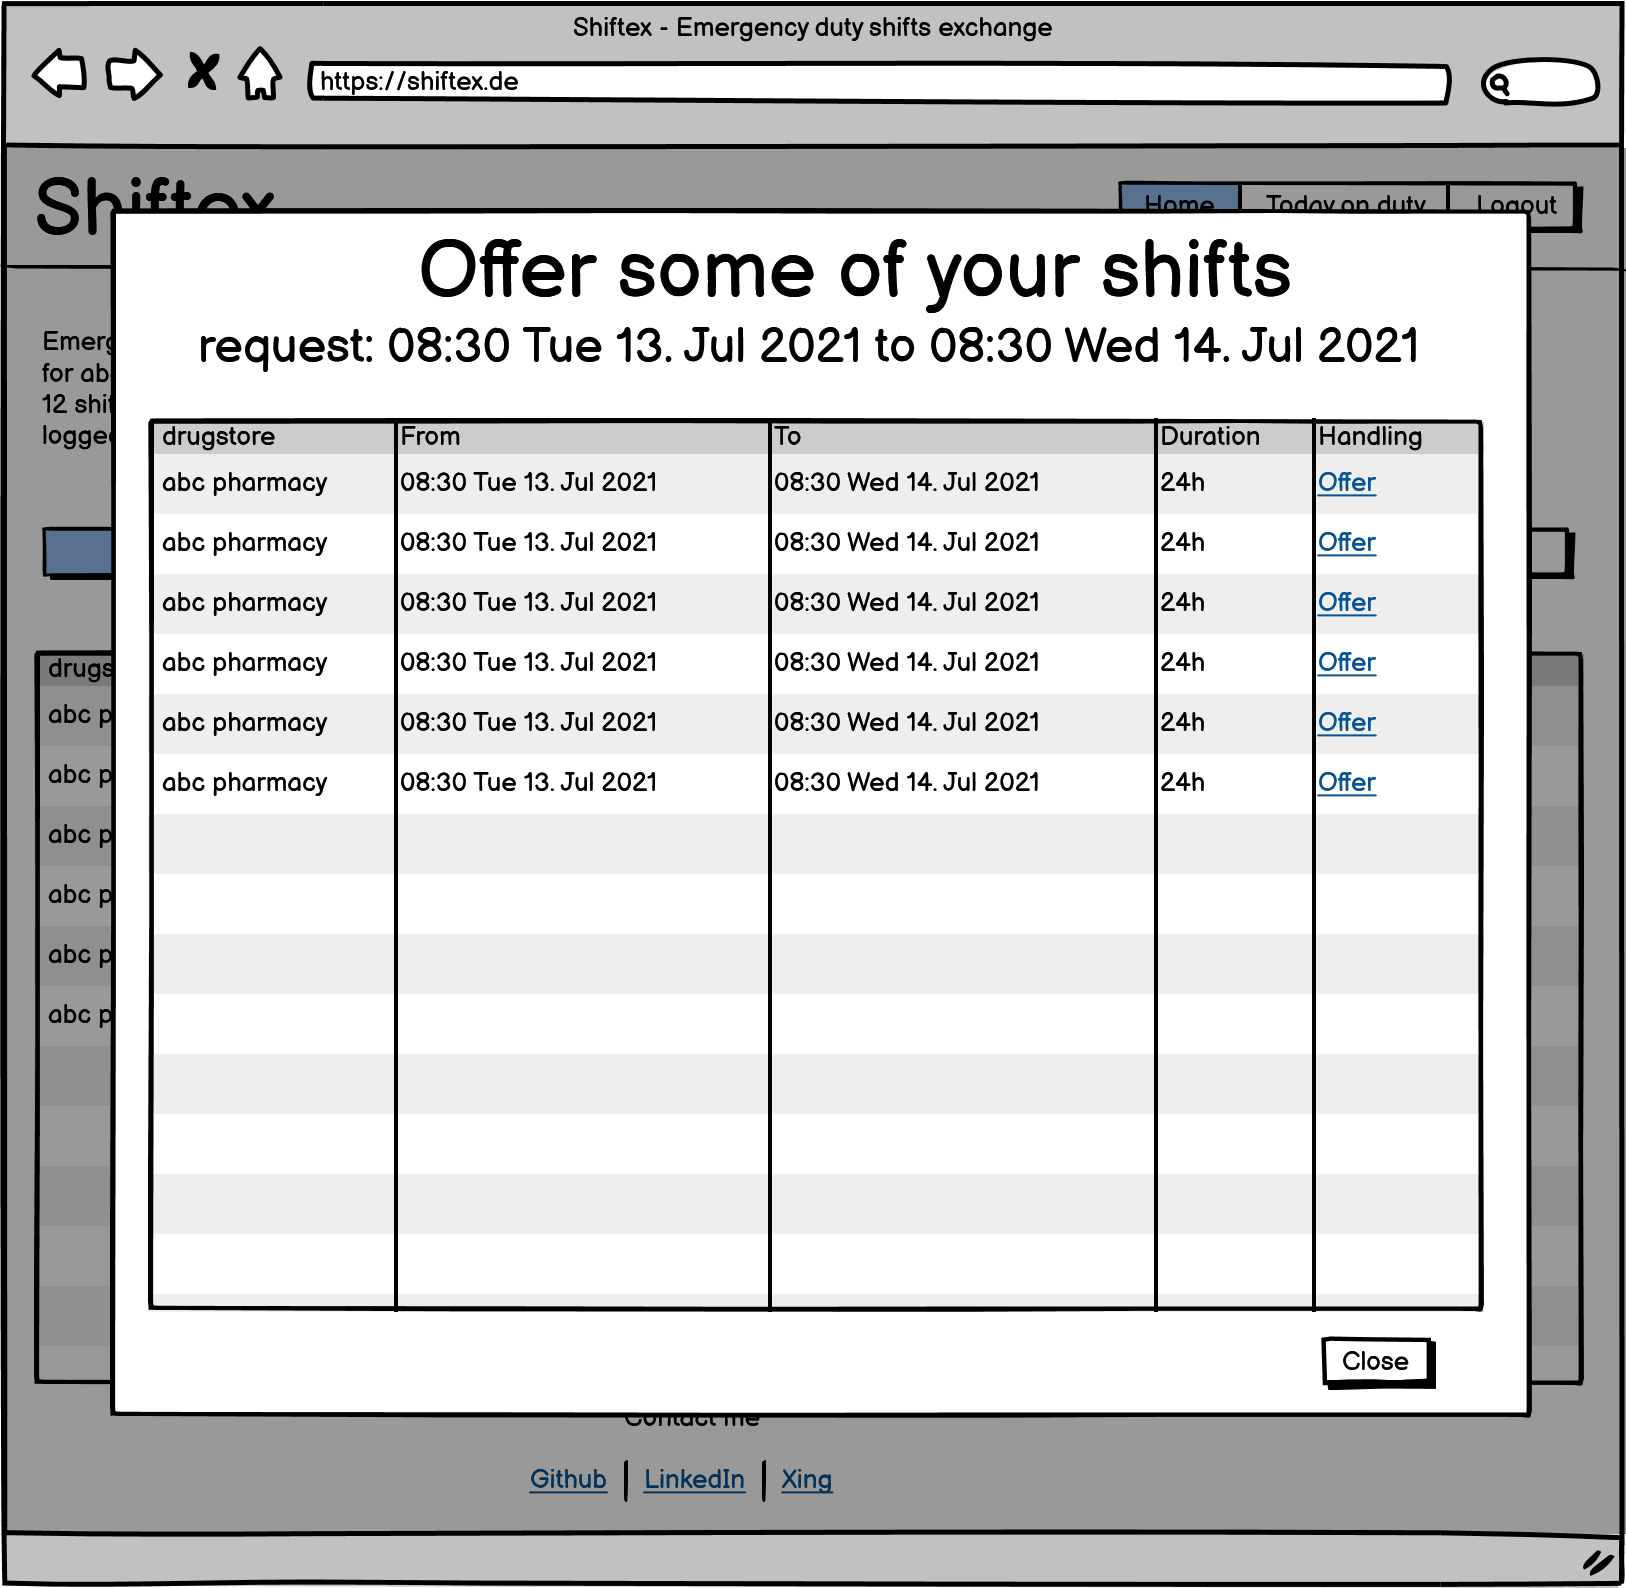 Shiftex - Emergency duty shifts exchange
https://shiftex.de
Shiftex
Home Today on duty Logout
Offer some of your shifts
request: 08:30 Tue 13. Jul 2021 to 08:30 Wed 14. Jul 2021
for
12
drugstore From To Duration Handling
abc pharmacy 08:30 Tue 13. Jul 2021 08:30 Wed 14. Jul 2021 24h Offer
abc pharmacy 08:30 Tue 13. Jul 2021 08:30 Wed 14. Jul 2021 24h Offer
abc pharmacy 08:30 Tue 13. Jul 2021 08:30 Wed 14. Jul 2021 24h Offer
abc pharmacy 08:30 Tue 13. Jul 2021 08:30 Wed 14. Jul 2021 24h Offer
abc pharmacy 08:30 Tue 13. Jul 2021 08:30 Wed 14. Jul 2021 24h Offer
abc pharmacy 08:30 Tue 13. Jul 2021 08:30 Wed 14. Jul 2021 24h Offer
abc
abc
abc
abc
abc
abc
Close
Contact me
Github LinkedIn Xing